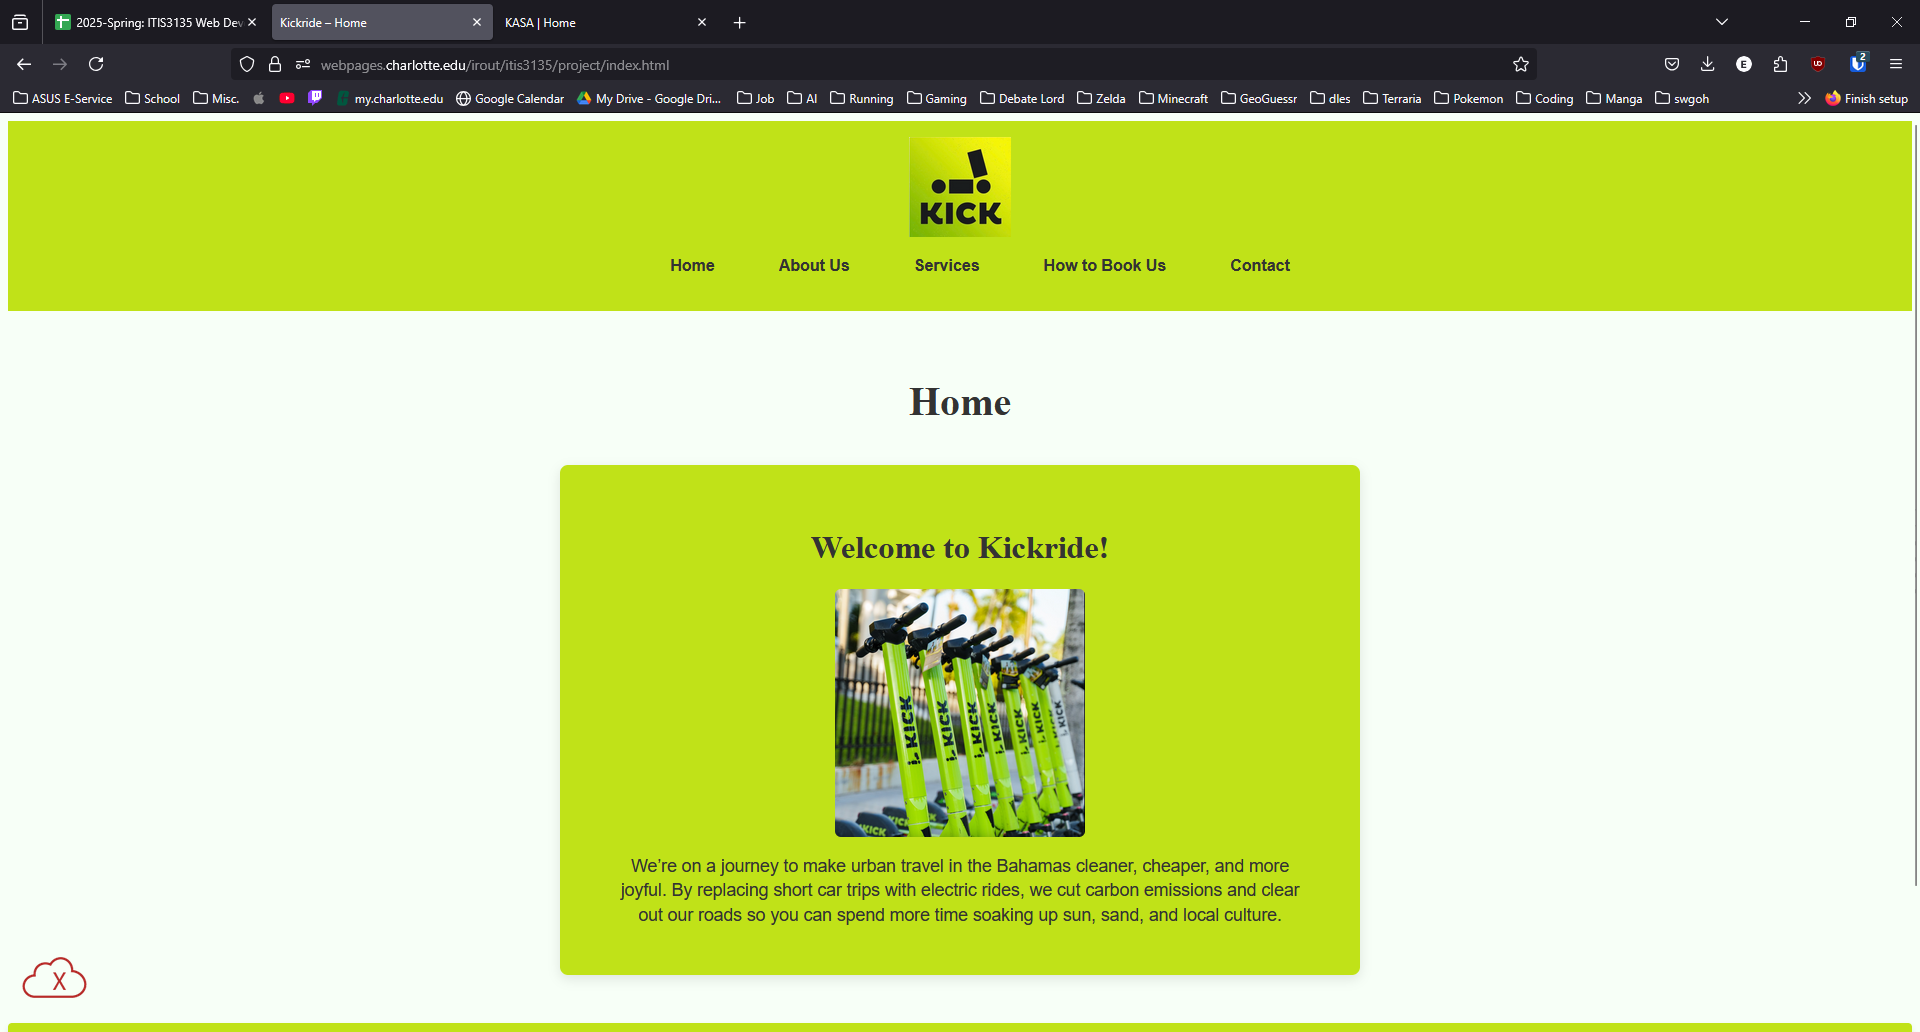 2025-Spring: ITIS3135 Web Dev
Kickride – Home
KASA | Home
webpages.charlotte.edu/irout/itis3135/project/index.html
E
UD
2
ASUS E-Service
School
Misc.
my.charlotte.edu
Google Calendar
My Drive - Google Dri...
Job
AI
Running
Gaming
Debate Lord
Zelda
Minecraft
GeoGuessr
dles
Terraria
Pokemon
Coding
Manga
swgoh
Finish setup
KICK
Home
About Us
Services
How to Book Us
Contact
Home
Welcome to Kickride!
KICK
KICK
KICK
KICK
KICK
KICK
KICK
KICK
KICK
We’re on a journey to make urban travel in the Bahamas cleaner, cheaper, and more
joyful. By replacing short car trips with electric rides, we cut carbon emissions and clear
out our roads so you can spend more time soaking up sun, sand, and local culture.
X